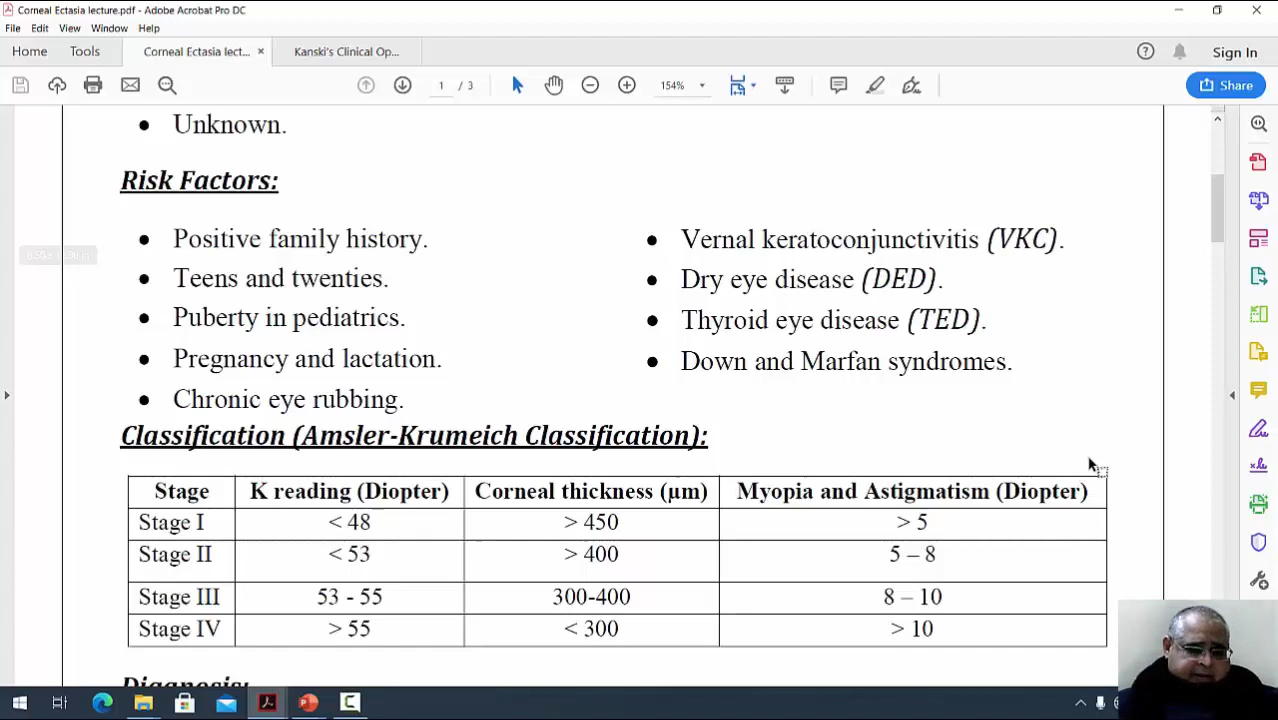 Corneal Ectasia lecture.pdf - Adobe Acrobat Pro DC
File Edit View Window Help
Home Tools Corneal Ectasia lect... × Kanski's Clinical Op... Sign In
1 / 3 154% Share
Unknown.
Risk Factors:
• Positive family history.
• Teens and twenties.
• Puberty in pediatrics.
• Pregnancy and lactation.
• Chronic eye rubbing.
• Vernal keratoconjunctivitis (VKC).
• Dry eye disease (DED).
• Thyroid eye disease (TED).
• Down and Marfan syndromes.
Classification (Amsler-Krumeich Classification):
Stage K reading (Diopter) Corneal thickness (µm) Myopia and Astigmatism (Diopter)
Stage I < 48 > 450 > 5
Stage II < 53 > 400 5 – 8
Stage III 53 - 55 300-400 8 – 10
Stage IV > 55 < 300 > 10
Diagnosis: